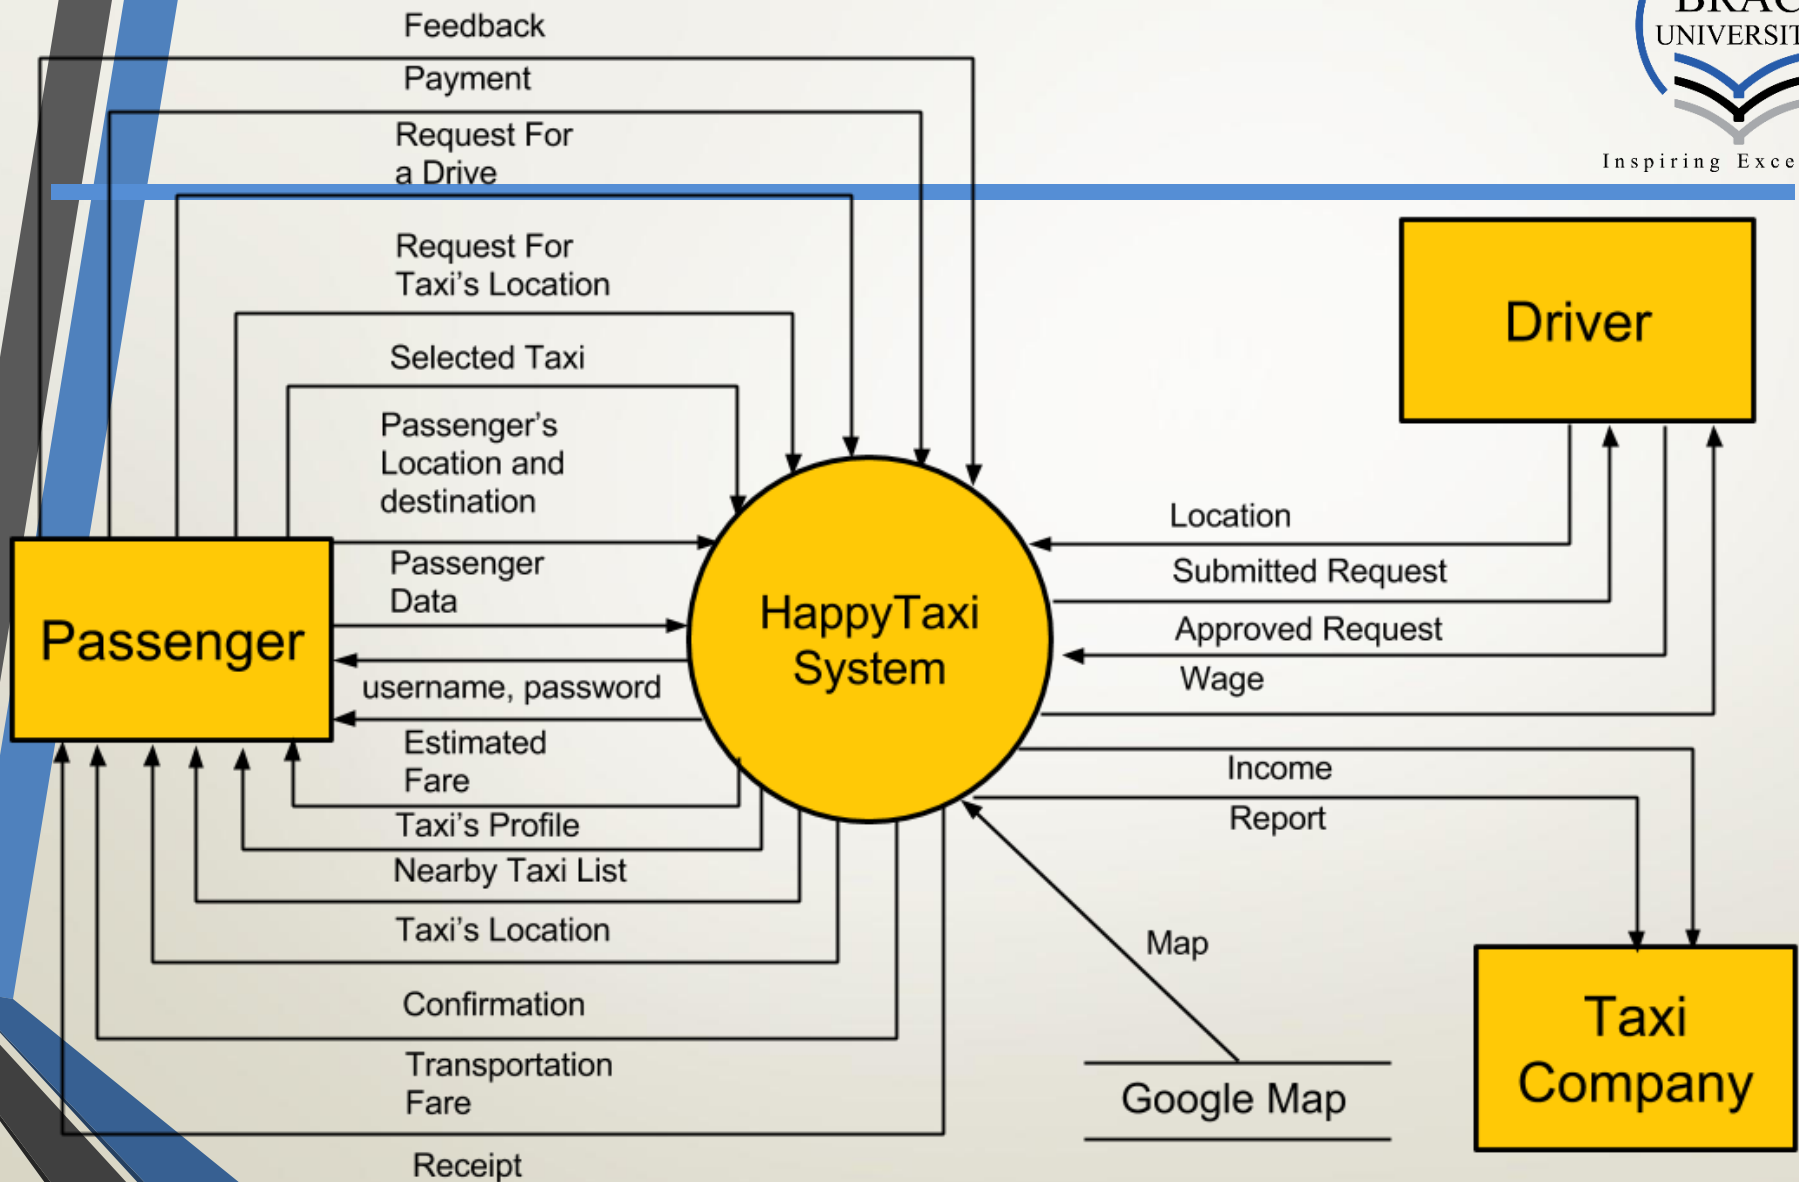 Feedback
Payment
Request For
a Drive
Request For
Taxi's Location
Selected Taxi
Passenger's
Location and
destination
Passenger
Data
Passenger
username, password
Estimated
Fare
Taxi's Profile
Nearby Taxi List
Taxi's Location
Confirmation
Transportation
Fare
Receipt
HappyTaxi
System
UNIVERSIT
Inspiring Exce
Driver
Location
Submitted Request
Approved Request
Wage
Income
Report
Map
Google Map
Taxi
Company